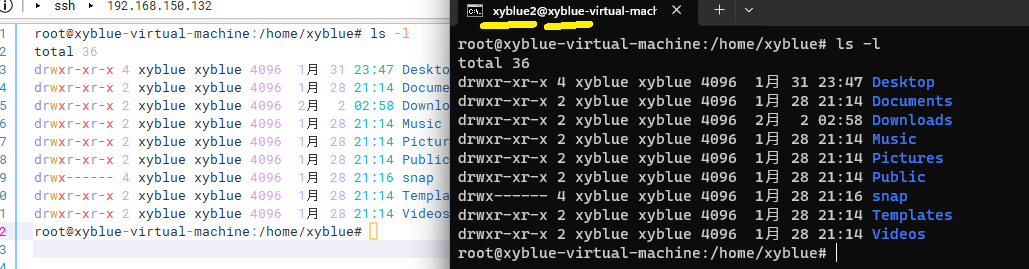 ssh 192.168.150.132
1 root@xyblue-virtual-machine:/home/xyblue# ls -l
2 total 36
3 drwxr-xr-x 4 xyblue xyblue 4096 1月 31 23:47 Deskto
4 drwxr-xr-x 2 xyblue xyblue 4096 1月 28 21:14 Docume
5 drwxr-xr-x 2 xyblue xyblue 4096 2月 2 02:58 Downlo
6 drwxr-xr-x 2 xyblue xyblue 4096 1月 28 21:14 Music
7 drwxr-xr-x 2 xyblue xyblue 4096 1月 28 21:14 Pictur
8 drwxr-xr-x 2 xyblue xyblue 4096 1月 28 21:14 Public
9 drwx------ 4 xyblue xyblue 4096 1月 28 21:16 snap
0 drwxr-xr-x 2 xyblue xyblue 4096 1月 28 21:14 Templa
1 drwxr-xr-x 2 xyblue xyblue 4096 1月 28 21:14 Videos
2 root@xyblue-virtual-machine:/home/xyblue#
3
xyblue2@xyblue-virtual-mach
root@xyblue-virtual-machine:/home/xyblue# ls -l
total 36
drwxr-xr-x 4 xyblue xyblue 4096 1月 31 23:47 Desktop
drwxr-xr-x 2 xyblue xyblue 4096 1月 28 21:14 Documents
drwxr-xr-x 2 xyblue xyblue 4096 2月 2 02:58 Downloads
drwxr-xr-x 2 xyblue xyblue 4096 1月 28 21:14 Music
drwxr-xr-x 2 xyblue xyblue 4096 1月 28 21:14 Pictures
drwxr-xr-x 2 xyblue xyblue 4096 1月 28 21:14 Public
drwx------ 4 xyblue xyblue 4096 1月 28 21:16 snap
drwxr-xr-x 2 xyblue xyblue 4096 1月 28 21:14 Templates
drwxr-xr-x 2 xyblue xyblue 4096 1月 28 21:14 Videos
root@xyblue-virtual-machine:/home/xyblue#